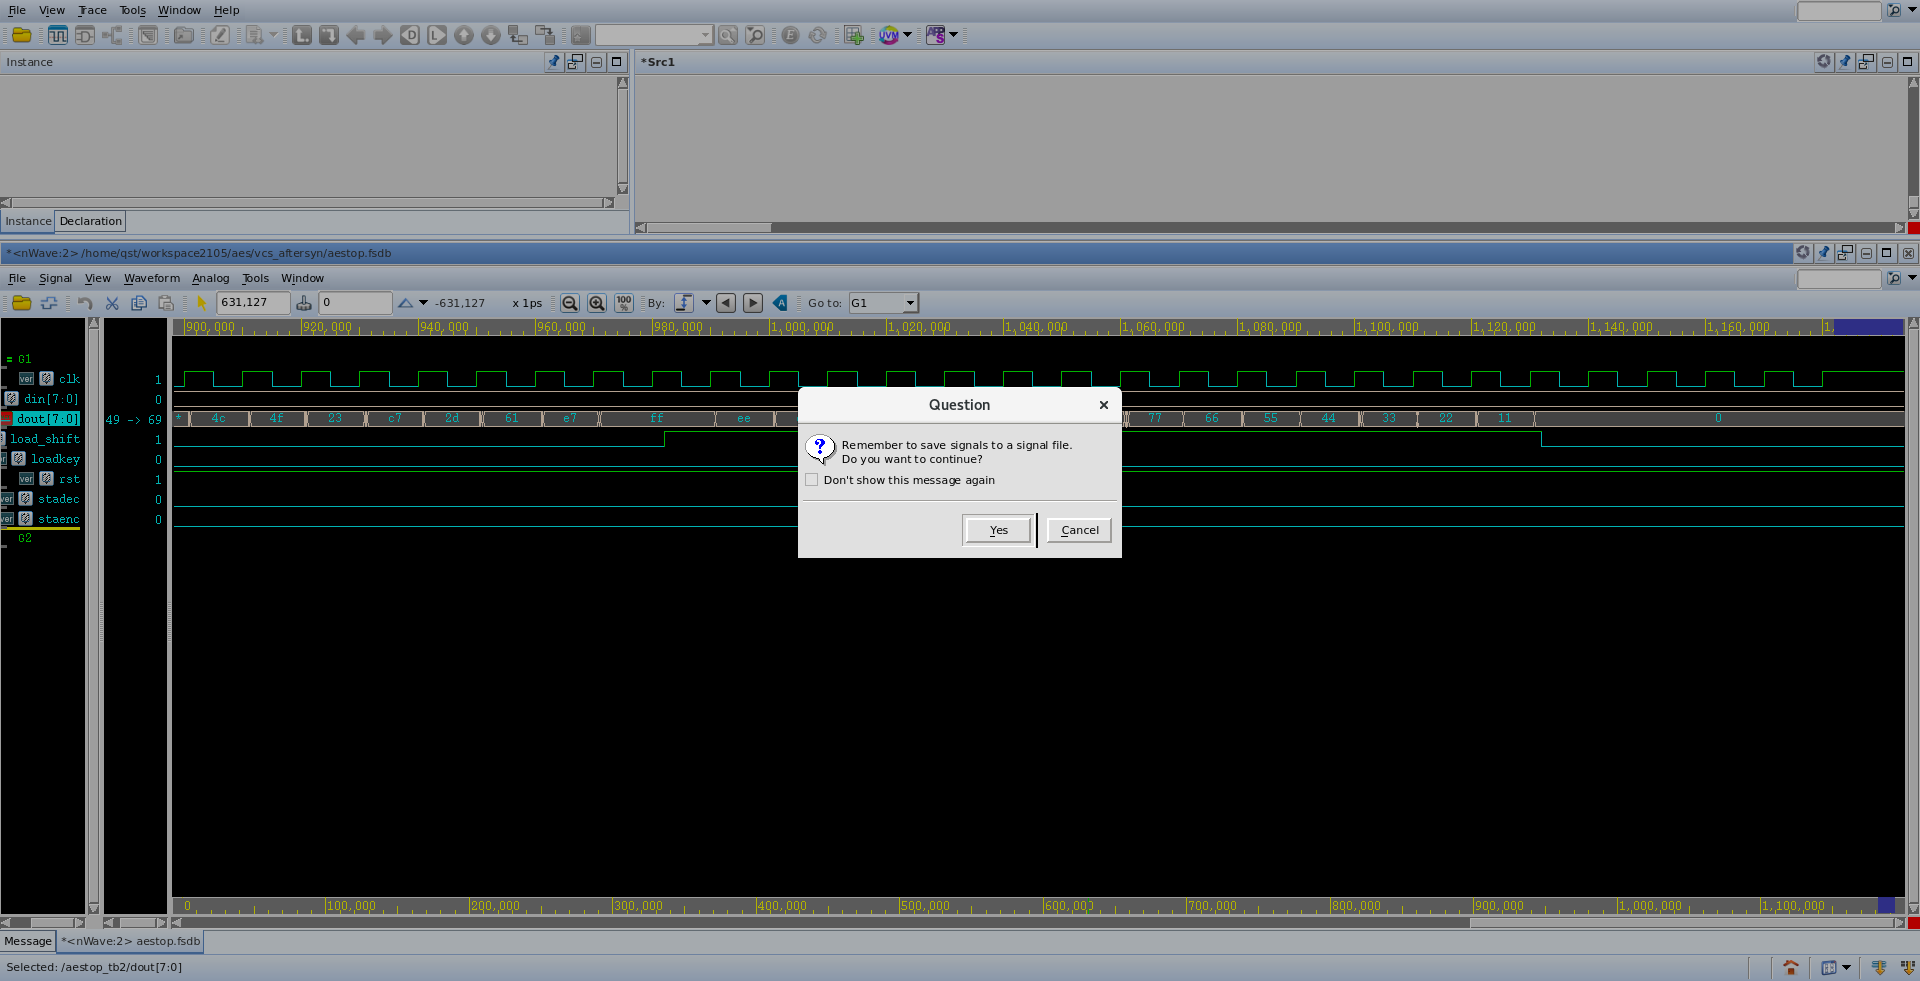 File View Trace Tools Window Help
Instance
*Src1
Instance Declaration
*<nWave:2> /home/qst/workspace2105/aes/vcs_aftersyn/aestop.fsdb
File Signal View Waveform Analog Tools Window
631,127 0 -631,127 x 1ps 100% By: Go to: G1
900,000 920,000 940,000 960,000 980,000 1,000,000 1,020,000 1,040,000 1,060,000 1,080,000 1,100,000 1,120,000 1,140,000 1,160,000 1,
G1
ver clk 1
din[7:0] 0
dout[7:0] 49 -> 69 * 4c 4f 23 c7 2d 61 e7 ff ee 77 66 55 44 33 22 11 0
load_shift 1
loadkey 0
ver rst 1
ver stadec 0
ver staenc 0
G2
Question
Remember to save signals to a signal file.
Do you want to continue?
Don't show this message again
Yes Cancel
0 100,000 200,000 300,000 400,000 500,000 600,000 700,000 800,000 900,000 1,000,000 1,100,000
Message *<nWave:2> aestop.fsdb
Selected: /aestop_tb2/dout[7:0]